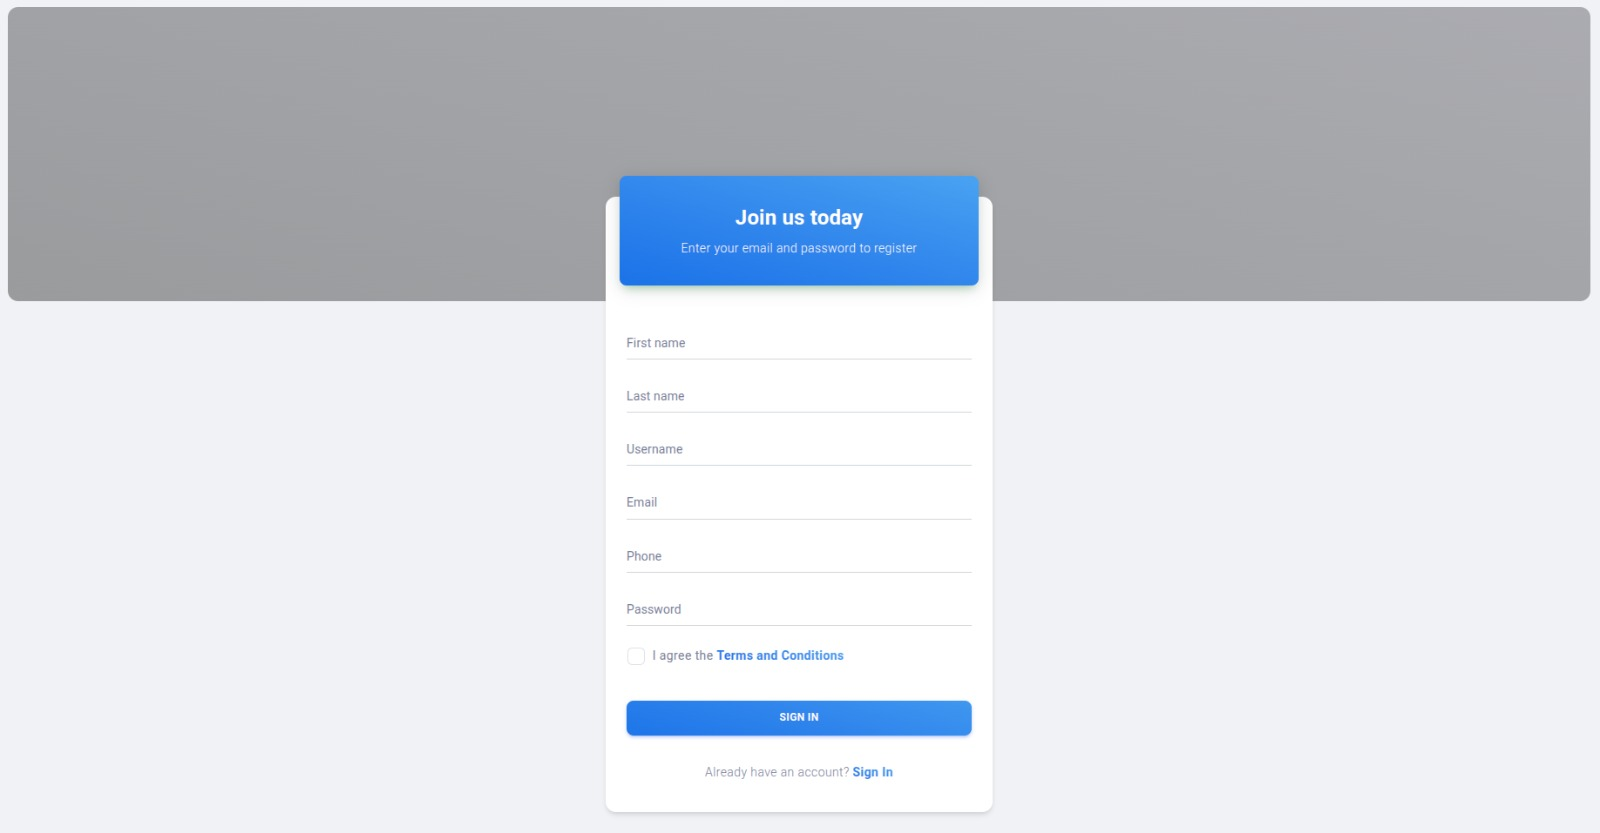 Join us today
Enter your email and password to register
First name
Last name
Username
Email
Phone
Password
I agree the Terms and Conditions
SIGN IN
Already have an account? Sign In